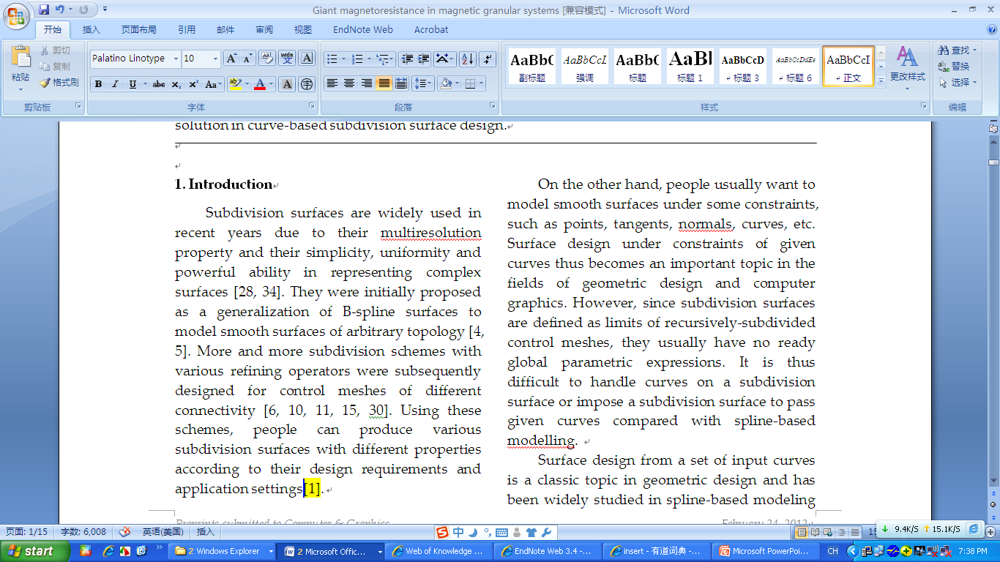 Giant magnetoresistance in magnetic granular systems [兼容模式] - Microsoft Word
开始 插入 页面布局 引用 邮件 审阅 视图 EndNote Web Acrobat
粘贴
剪切
复制
格式刷
剪贴板
Palatino Linotype 10
字体
段落
AaBbC 副标题
AaBbCcL 强调
AaBbC 标题
AaBl 标题 1
AaBbCcD 标题 3
AaBbCcDdEe 标题 6
AaBbCcI 正文
更改样式
样式
查找
替换
选择
编辑
solution in curve-based subdivision surface design.
1. Introduction
Subdivision surfaces are widely used in
recent years due to their multiresolution
property and their simplicity, uniformity and
powerful ability in representing complex
surfaces [28, 34]. They were initially proposed
as a generalization of B-spline surfaces to
model smooth surfaces of arbitrary topology [4,
5]. More and more subdivision schemes with
various refining operators were subsequently
designed for control meshes of different
connectivity [6, 10, 11, 15, 30]. Using these
schemes, people can produce various
subdivision surfaces with different properties
according to their design requirements and
application settings[1].
On the other hand, people usually want to
model smooth surfaces under some constraints,
such as points, tangents, normals, curves, etc.
Surface design under constraints of given
curves thus becomes an important topic in the
fields of geometric design and computer
graphics. However, since subdivision surfaces
are defined as limits of recursively-subdivided
control meshes, they usually have no ready
global parametric expressions. It is thus
difficult to handle curves on a subdivision
surface or impose a subdivision surface to pass
given curves compared with spline-based
modelling.
Surface design from a set of input curves
is a classic topic in geometric design and has
been widely studied in spline-based modeling
Preprints submitted to Computer & Graphics
February 24, 2012
页面: 1/15 字数: 6,008 英语(美国) 插入
中
9.4K/S 15.1K/S
start
2 Windows Explorer
2 Microsoft Offic...
Web of Knowledge ...
EndNote Web 3.4 -...
insert - 有道词典 -...
Microsoft PowerPoi...
CH
7:38 PM